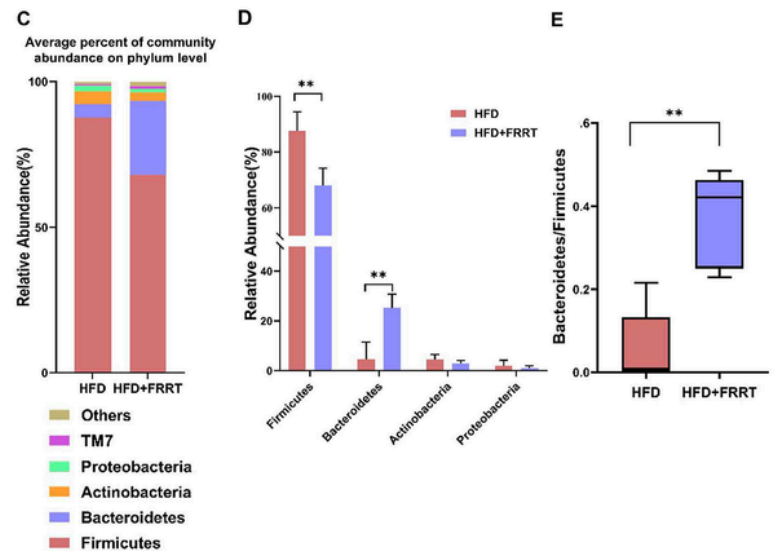 C
Average percent of community
abundance on phylum level
Relative Abundance(%)
100
50
0
HFD HFD+FRRT
Others
TM7
Proteobacteria
Actinobacteria
Bacteroidetes
Firmicutes
D
Relative Abundance(%)
100
80
60
40
20
0
**
**
HFD
HFD+FRRT
Firmicutes
Bacteroidetes
Actinobacteria
Proteobacteria
E
Bacteroidetes/Firmicutes
.6
0.4
0.2
0.0
**
HFD HFD+FRRT